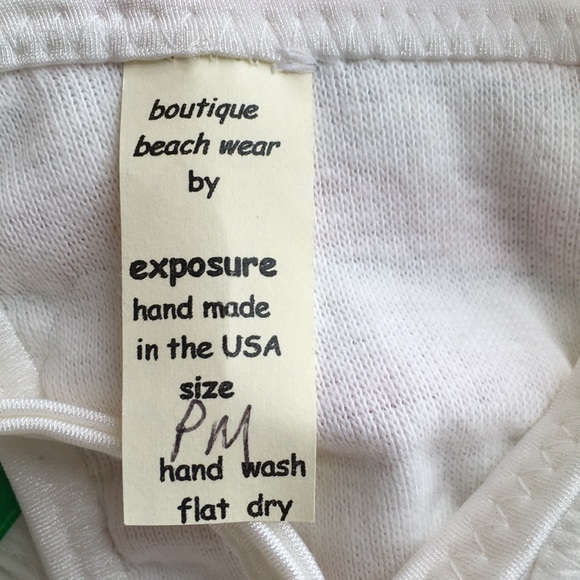 boutique
beach wear
by
exposure
hand made
in the USA
size
PM
hand wash
flat dry